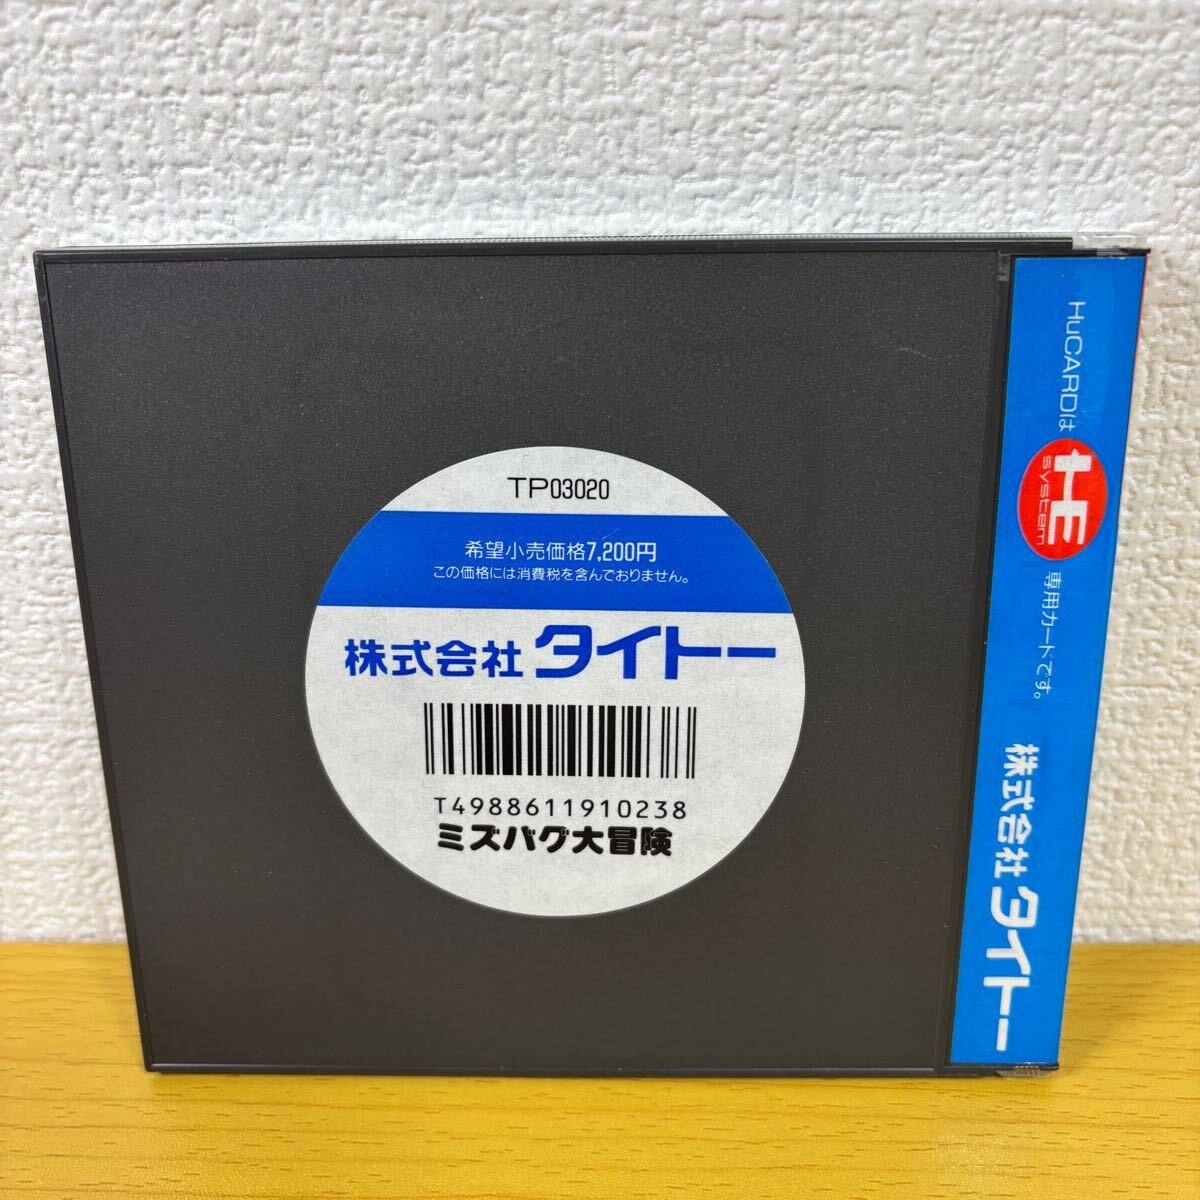 TP03020
希望小売価格7,200円
この価格には消費税を含んでおりません。
株式会社タイトー
T4988611910238
ミズバグ大冒険
HuCARDは HE system 専用カードです。
株式会社タイトー